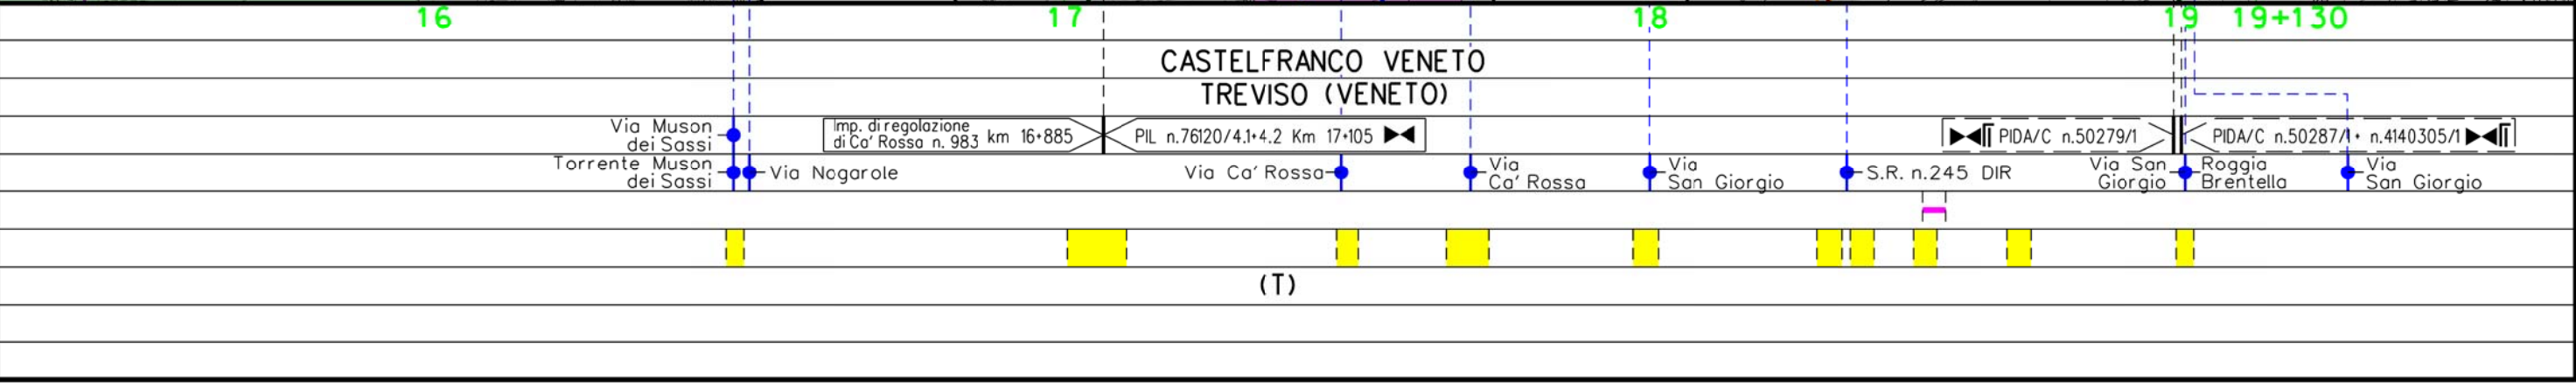 16 17 18 19 19+130
CASTELFRANCO VENETO
TREVISO (VENETO)
Via Muson
dei Sassi
Imp. di regolazione
di Ca' Rossa n. 983 km 16+885
PIL n.76120/4.1+4.2 Km 17+105
PIDA/C n.50279/1
PIDA/C n.50287/1+ n.4140305/1
Torrente Muson
dei Sassi
Via Nogarole
Via Ca' Rossa
Via
Ca' Rossa
Via
San Giorgio
S.R. n.245 DIR
Via San
Giorgio
Roggia
Brentella
Via
San Giorgio
(T)